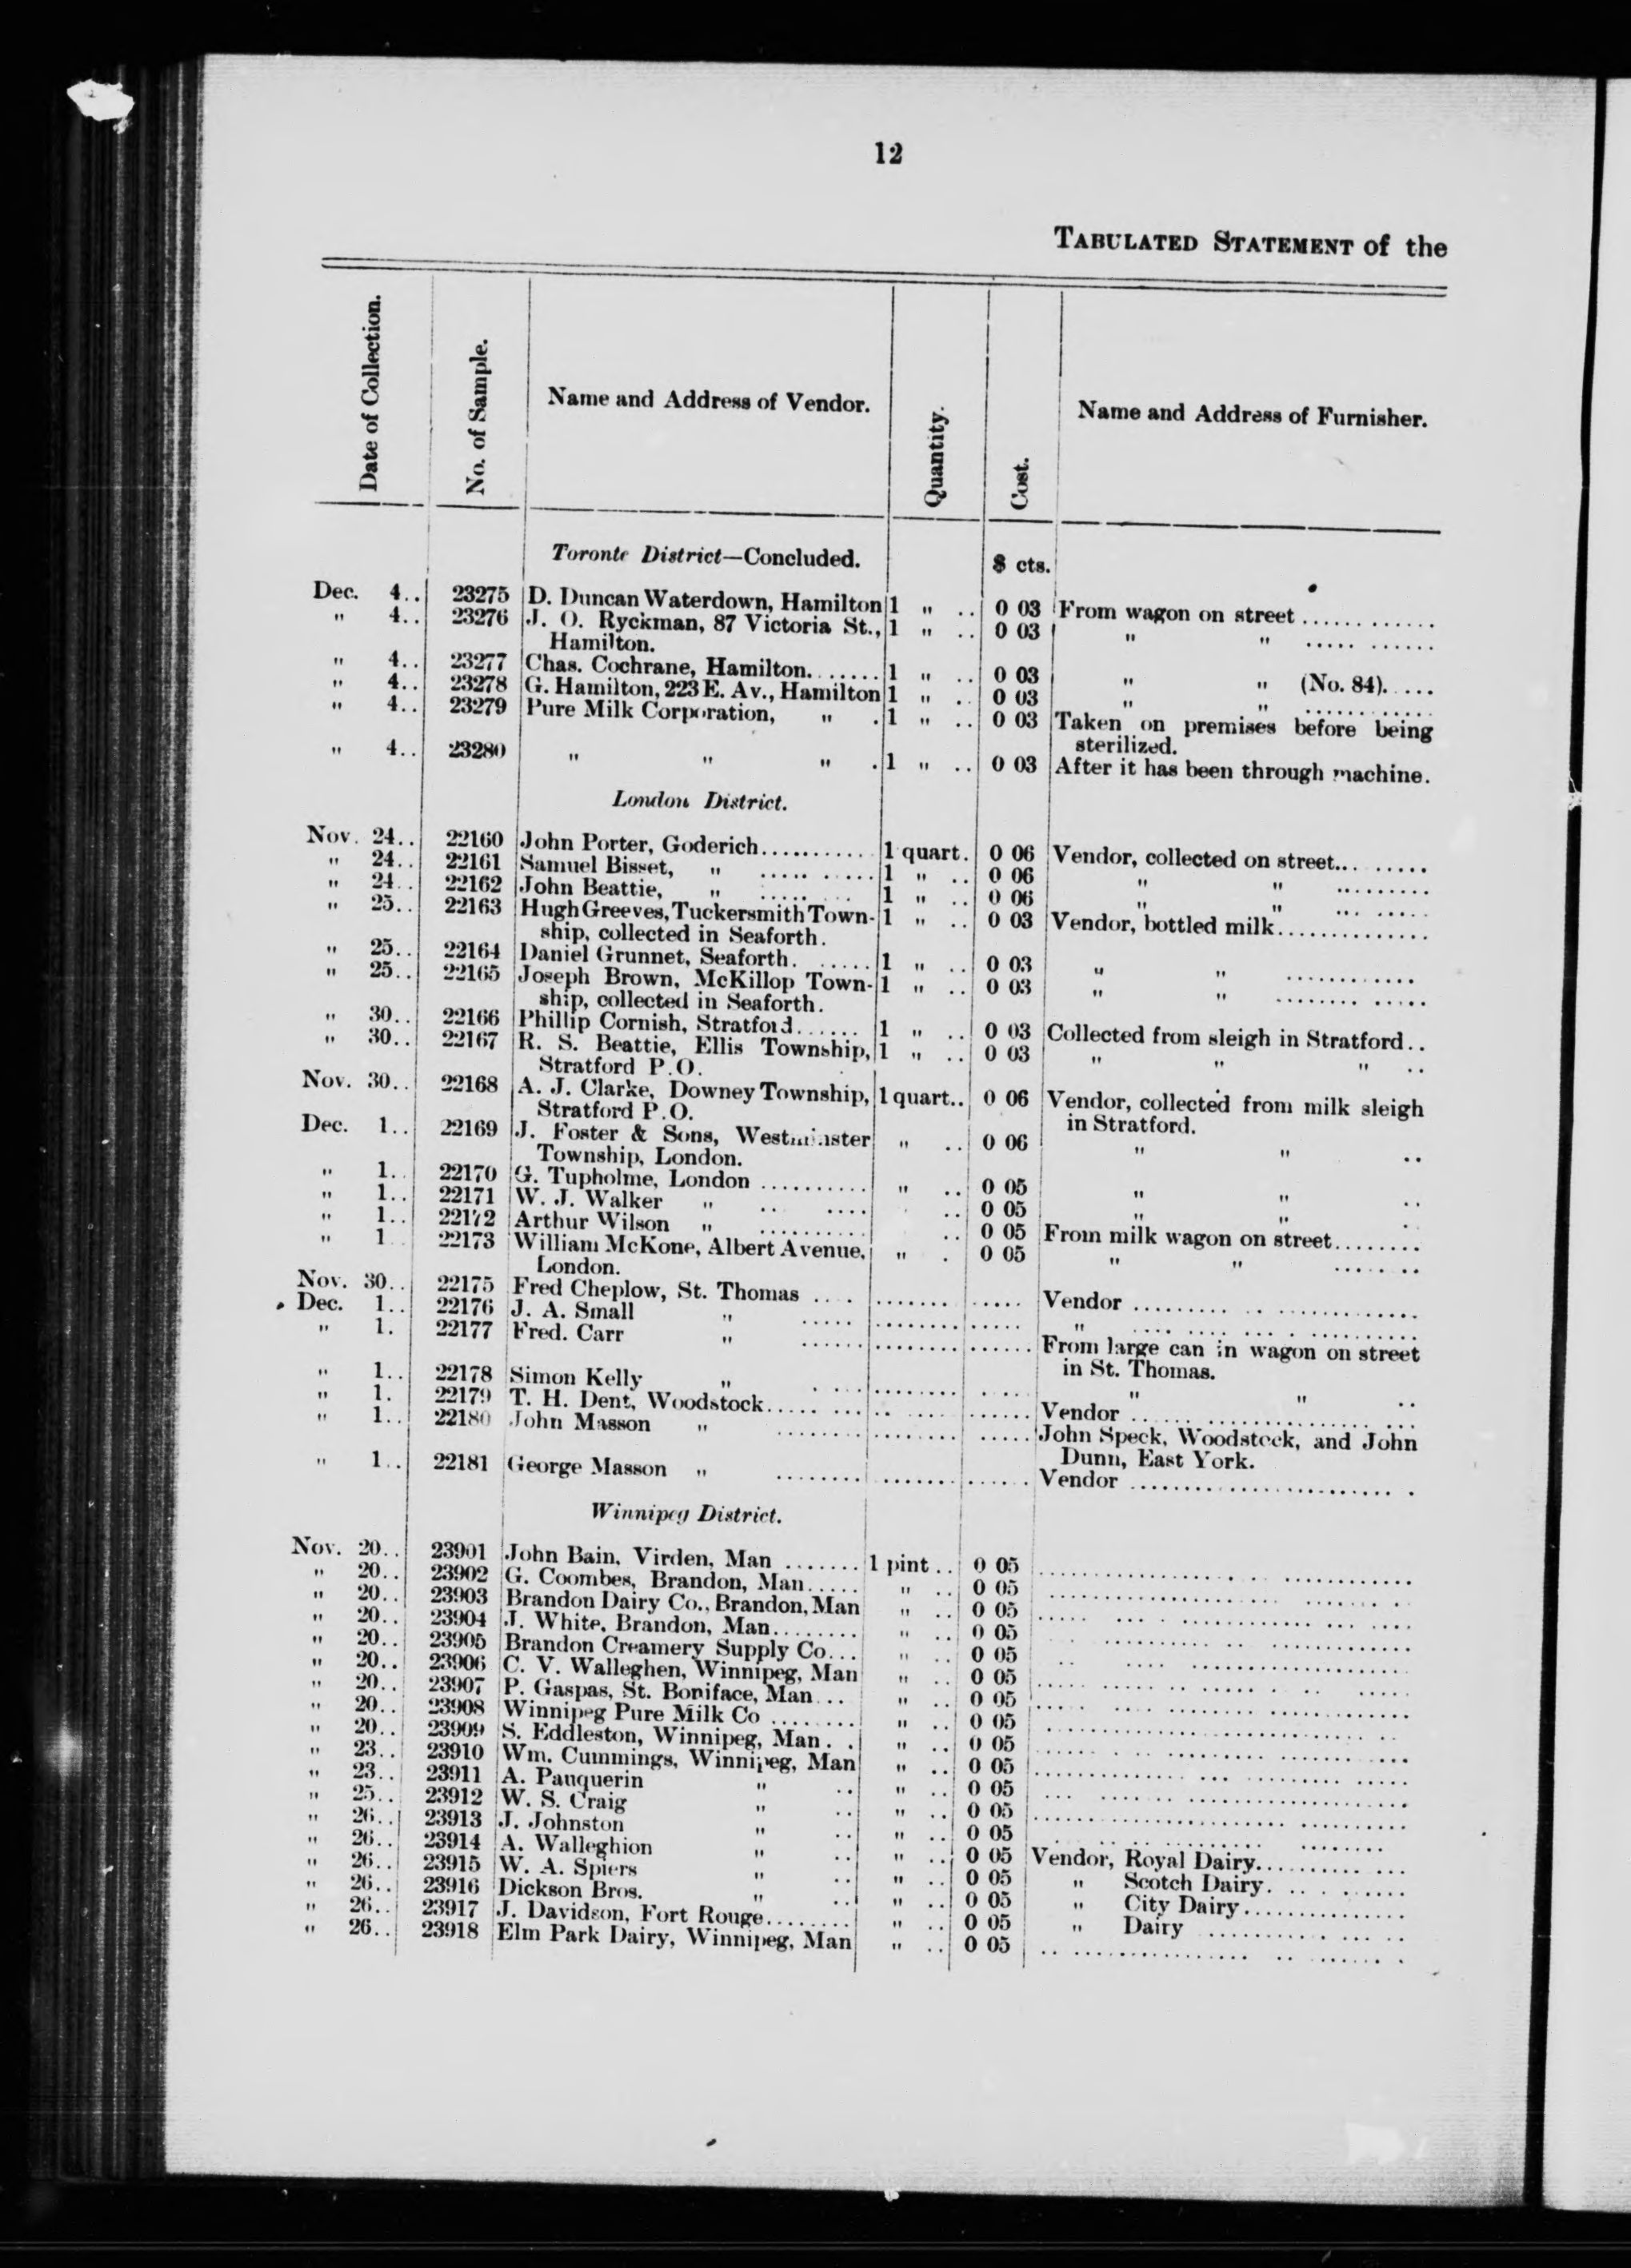 12
TABULATED STATEMENT of the
Date of Collection. No. of Sample. Name and Address of Vendor. Quantity. Cost. Name and Address of Furnisher.
Toronto District—Concluded. $ cts.
Dec. 4.. 23275 D. Duncan Waterdown, Hamilton 1 " .. 0 03 From wagon on street ............
" 4.. 23276 J. O. Ryckman, 87 Victoria St., 1 " .. 0 03 " " ...........
Hamilton.
" 4.. 23277 Chas. Cochrane, Hamilton........ 1 " .. 0 03 " " (No. 84)......
" 4.. 23278 G. Hamilton, 223 E. Av., Hamilton 1 " .. 0 03 " " ............
" 4.. 23279 Pure Milk Corporation, " . 1 " .. 0 03 Taken on premises before being
sterilized.
" 4.. 23280 " " " . 1 " .. 0 03 After it has been through machine.
London District.
Nov. 24.. 22160 John Porter, Goderich........... 1 quart. 0 06 Vendor, collected on street.........
" 24.. 22161 Samuel Bisset, " .......... 1 " .. 0 06 " " .........
" 24.. 22162 John Beattie, " ......... 1 " .. 0 06 " " .........
" 25.. 22163 Hugh Greeves, Tuckersmith Town- 1 " .. 0 03 Vendor, bottled milk..............
ship, collected in Seaforth.
" 25.. 22164 Daniel Grunnet, Seaforth....... 1 " .. 0 03 " " ............
" 25.. 22165 Joseph Brown, McKillop Town- 1 " .. 0 03 " " ............
ship, collected in Seaforth.
" 30.. 22166 Phillip Cornish, Stratford...... 1 " .. 0 03 Collected from sleigh in Stratford..
" 30.. 22167 R. S. Beattie, Ellis Township, 1 " .. 0 03 " " " ..
Stratford P.O.
Nov. 30.. 22168 A. J. Clarke, Downey Township, 1 quart.. 0 06 Vendor, collected from milk sleigh
Stratford P.O. in Stratford.
Dec. 1.. 22169 J. Foster & Sons, Westminster " .. 0 06 " " ..
Township, London.
" 1.. 22170 G. Tupholme, London .......... " .. 0 05 " " ..
" 1.. 22171 W. J. Walker " ...... .. 0 05 " " ..
" 1.. 22172 Arthur Wilson " .......... .. 0 05 From milk wagon on street........
" 1.. 22173 William McKone, Albert Avenue, " . 0 05 " " .......
London.
Nov. 30.. 22175 Fred Cheplow, St. Thomas .... ........ ..... Vendor ......................
Dec. 1.. 22176 J. A. Small " ..... ........ ..... " ......................
" 1. 22177 Fred. Carr " ...... ........ ...... From large can in wagon on street
in St. Thomas.
" 1.. 22178 Simon Kelly " ..... ........ ..... " " ..
" 1. 22179 T. H. Dent, Woodstock........ ........ ...... Vendor ......................
" 1.. 22180 John Masson " ........ ........ ..... John Speck, Woodstock, and John
Dunn, East York.
" 1.. 22181 George Masson " ........ ........ ...... Vendor ......................
Winnipeg District.
Nov. 20.. 23901 John Bain, Virden, Man ....... 1 pint.. 0 05 ......................
" 20.. 23902 G. Coombes, Brandon, Man..... " .. 0 05 ......................
" 20.. 23903 Brandon Dairy Co., Brandon, Man " .. 0 05 ......................
" 20.. 23904 J. White, Brandon, Man........ " .. 0 05 ......................
" 20.. 23905 Brandon Creamery Supply Co... " .. 0 05 ......................
" 20.. 23906 C. V. Walleghen, Winnipeg, Man " .. 0 05 ......................
" 20.. 23907 P. Gaspas, St. Boniface, Man... " .. 0 05 ......................
" 20.. 23908 Winnipeg Pure Milk Co ........ " .. 0 05 ......................
" 20.. 23909 S. Eddleston, Winnipeg, Man... " .. 0 05 ......................
" 23.. 23910 Wm. Cummings, Winnipeg, Man " .. 0 05 ......................
" 23.. 23911 A. Pauquerin " .. " .. 0 05 ......................
" 25.. 23912 W. S. Craig " .. " .. 0 05 ......................
" 26.. 23913 J. Johnston " .. " .. 0 05 ......................
" 26.. 23914 A. Walleghion " .. " .. 0 05 Vendor, Royal Dairy.............
" 26.. 23915 W. A. Spiers " .. " .. 0 05 " Scotch Dairy............
" 26.. 23916 Dickson Bros. " .. " .. 0 05 " City Dairy...............
" 26.. 23917 J. Davidson, Fort Rouge........ " .. 0 05 " Dairy ..................
" 26.. 23918 Elm Park Dairy, Winnipeg, Man " .. 0 05 ......................